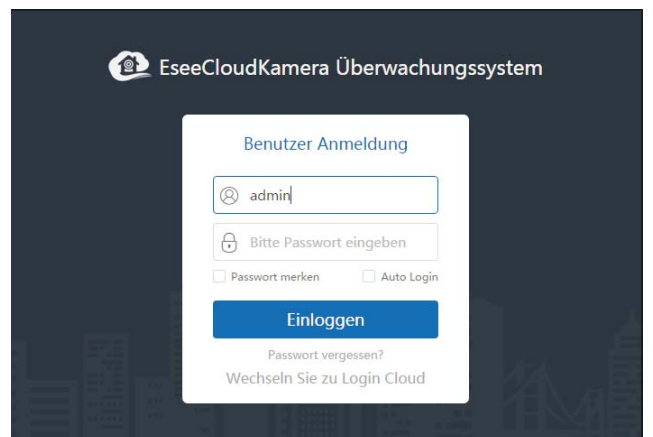 EseeCloudKamera Überwachungssystem
Benutzer Anmeldung
admin
Bitte Passwort eingeben
Passwort merken Auto Login
Einloggen
Passwort vergessen?
Wechseln Sie zu Login Cloud